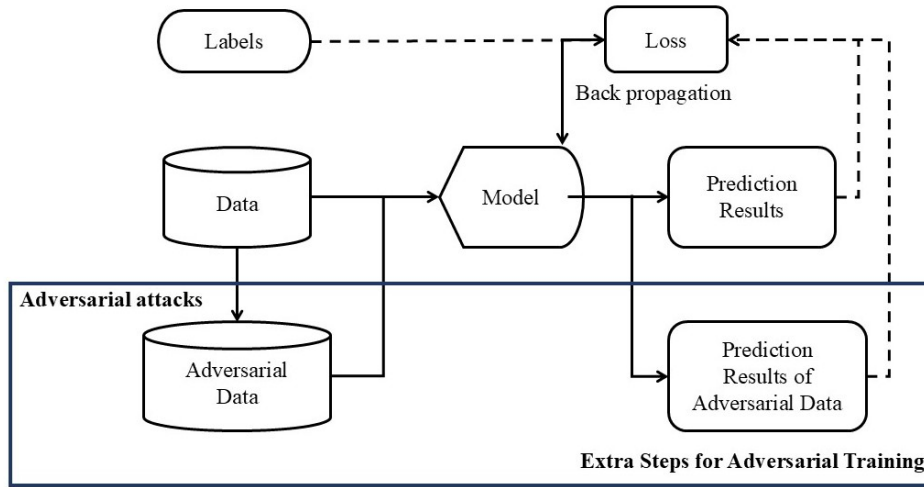 Labels
Loss
Back propagation
Data
Model
Prediction
Results
Adversarial attacks
Adversarial
Data
Prediction
Results of
Adversarial Data
Extra Steps for Adversarial Training